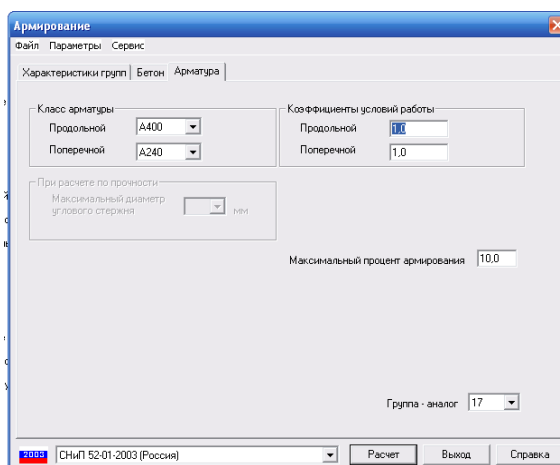 Армирование
Файл Параметры Сервис
Характеристики групп Бетон Арматура
Класс арматуры
Продольной A400
Поперечной A240
Коэффициенты условий работы
Продольной 1,0
Поперечной 1,0
При расчете по прочности
Максимальный диаметр углового стержня мм
Максимальный процент армирования 10,0
Группа - аналог 17
2003 СНиП 52-01-2003 (Россия) Расчет Выход Справка